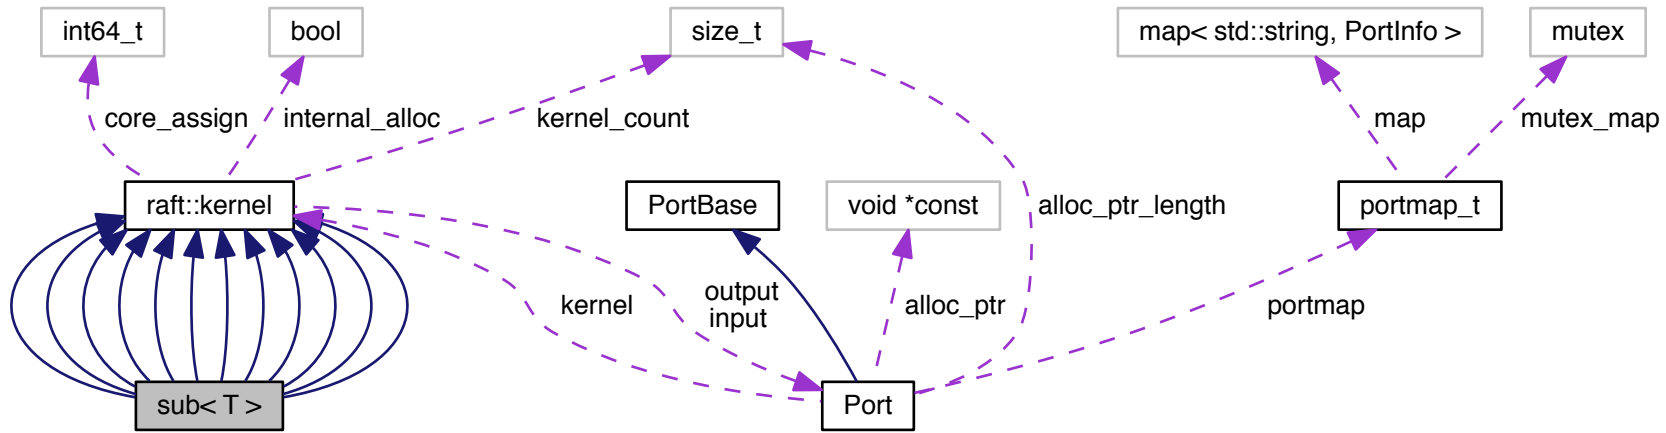 int64_t
bool
size_t
map< std::string, PortInfo >
mutex
core_assign
internal_alloc
kernel_count
map
mutex_map
raft::kernel
PortBase
void *const
alloc_ptr_length
portmap_t
kernel
output
input
alloc_ptr
portmap
sub< T >
Port